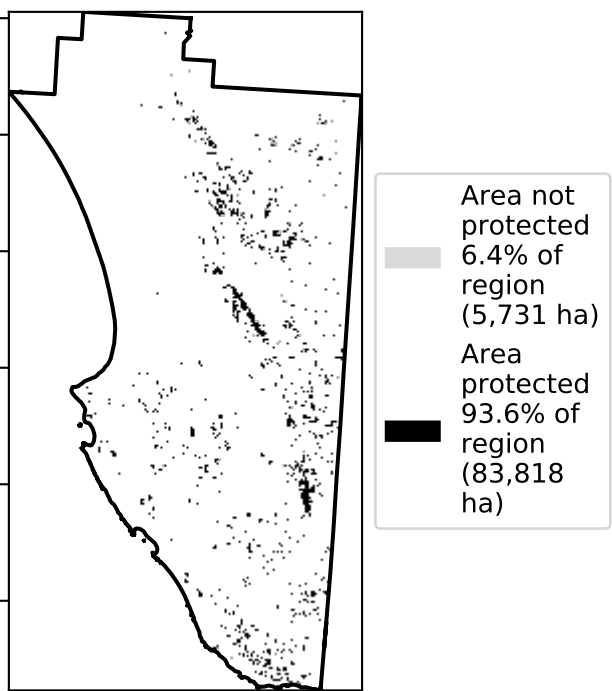 Area not
protected
6.4% of
region
(5,731 ha)
Area
protected
93.6% of
region
(83,818
ha)